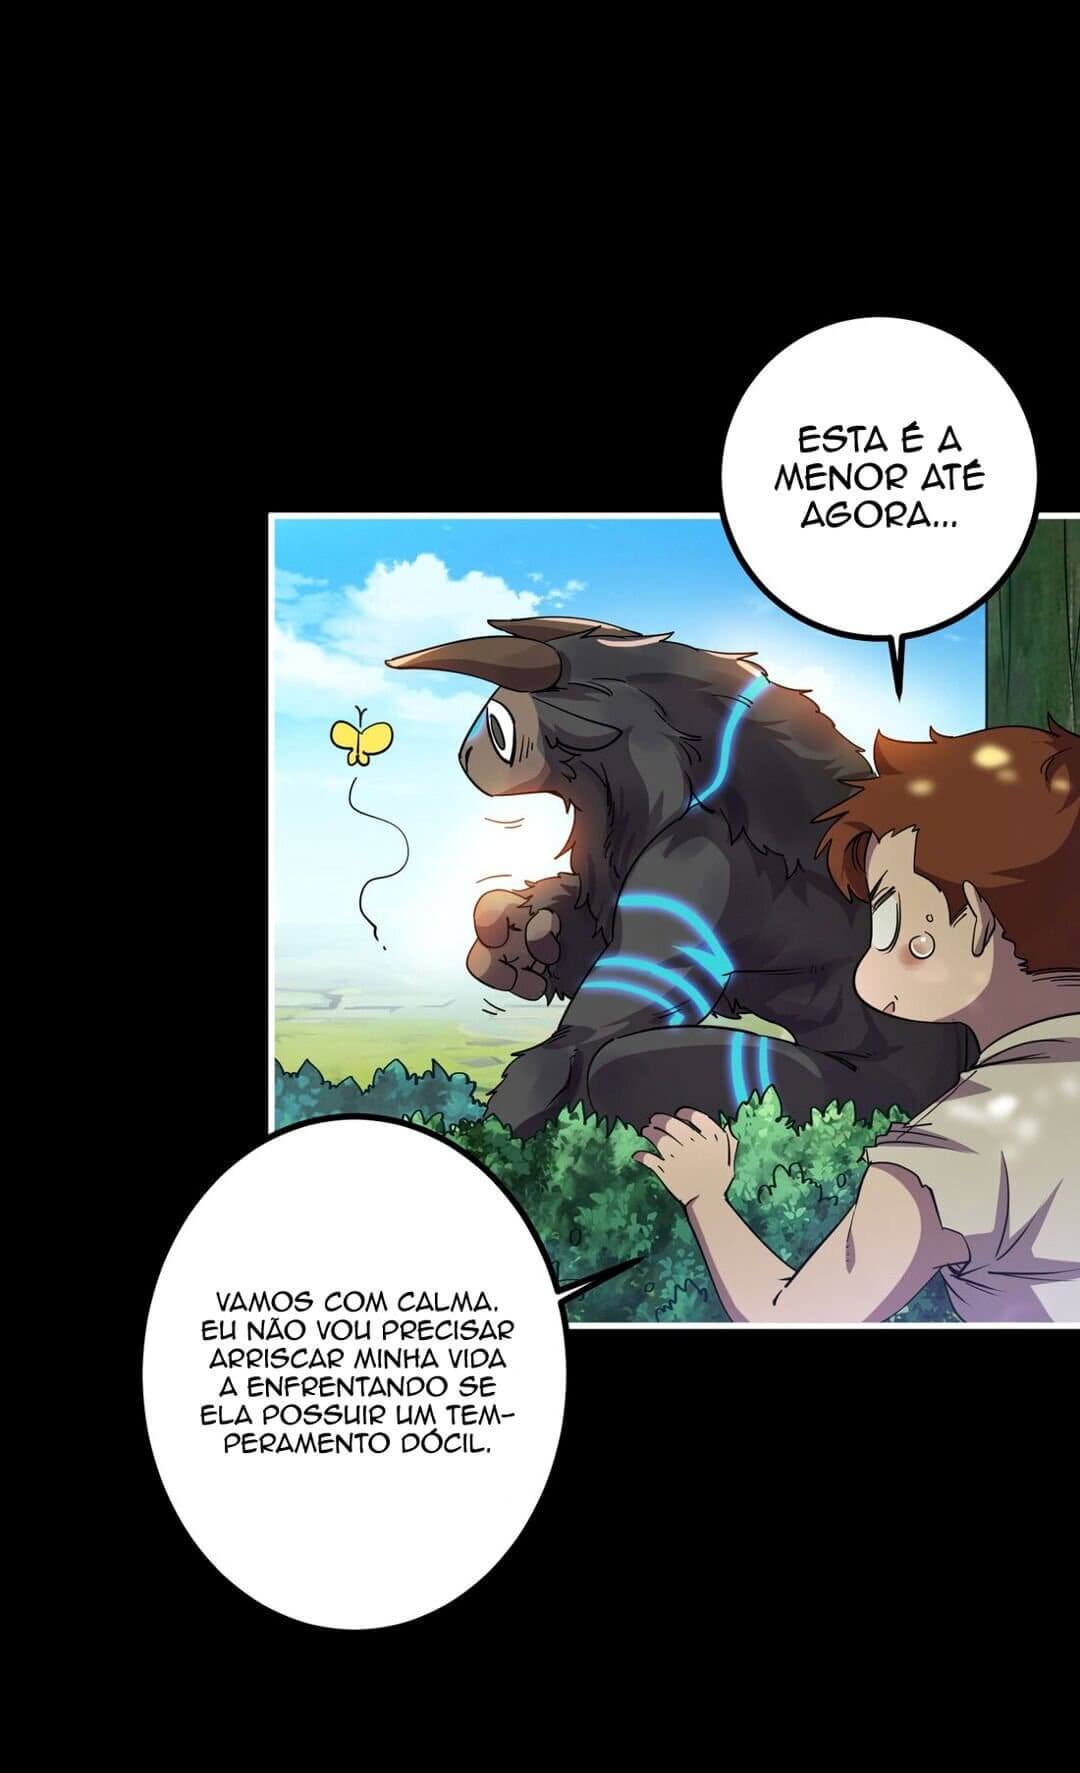 ESTA É A
MENOR ATÉ
AGORA...
VAMOS COM CALMA.
EU NÃO VOU PRECISAR
ARRISCAR MINHA VIDA
A ENFRENTANDO SE
ELA POSSUIR UM TEM-
PERAMENTO DÓCIL.